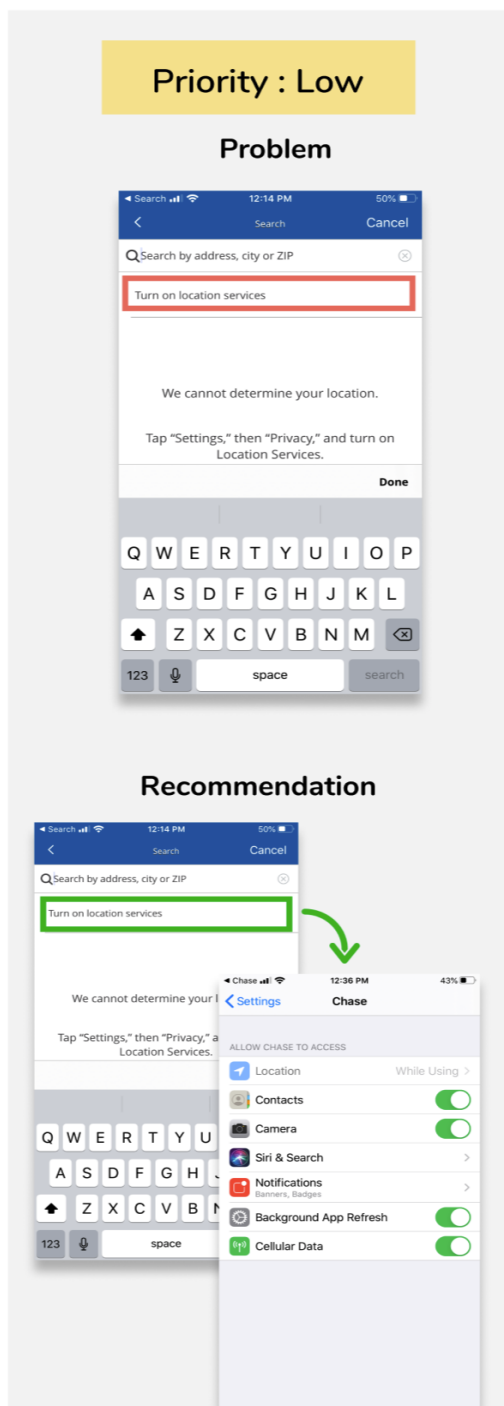 Priority : Low
Problem
Search 12:14 PM 50%
Search Cancel
Search by address, city or ZIP
Turn on location services
We cannot determine your location.
Tap “Settings,” then “Privacy,” and turn on
Location Services.
Done
Q W E R T Y U I O P
A S D F G H J K L
Z X C V B N M
123 space search
Recommendation
Search 12:14 PM 50%
Search Cancel
Search by address, city or ZIP
Turn on location services
We cannot determine your l
Tap “Settings,” then “Privacy,” a
Location Services.
Q W E R T Y U
A S D F G H J
Z X C V B N
123 space
Chase 12:36 PM 43%
Settings Chase
ALLOW CHASE TO ACCESS
Location While Using
Contacts
Camera
Siri & Search
Notifications
Banners, Badges
Background App Refresh
Cellular Data